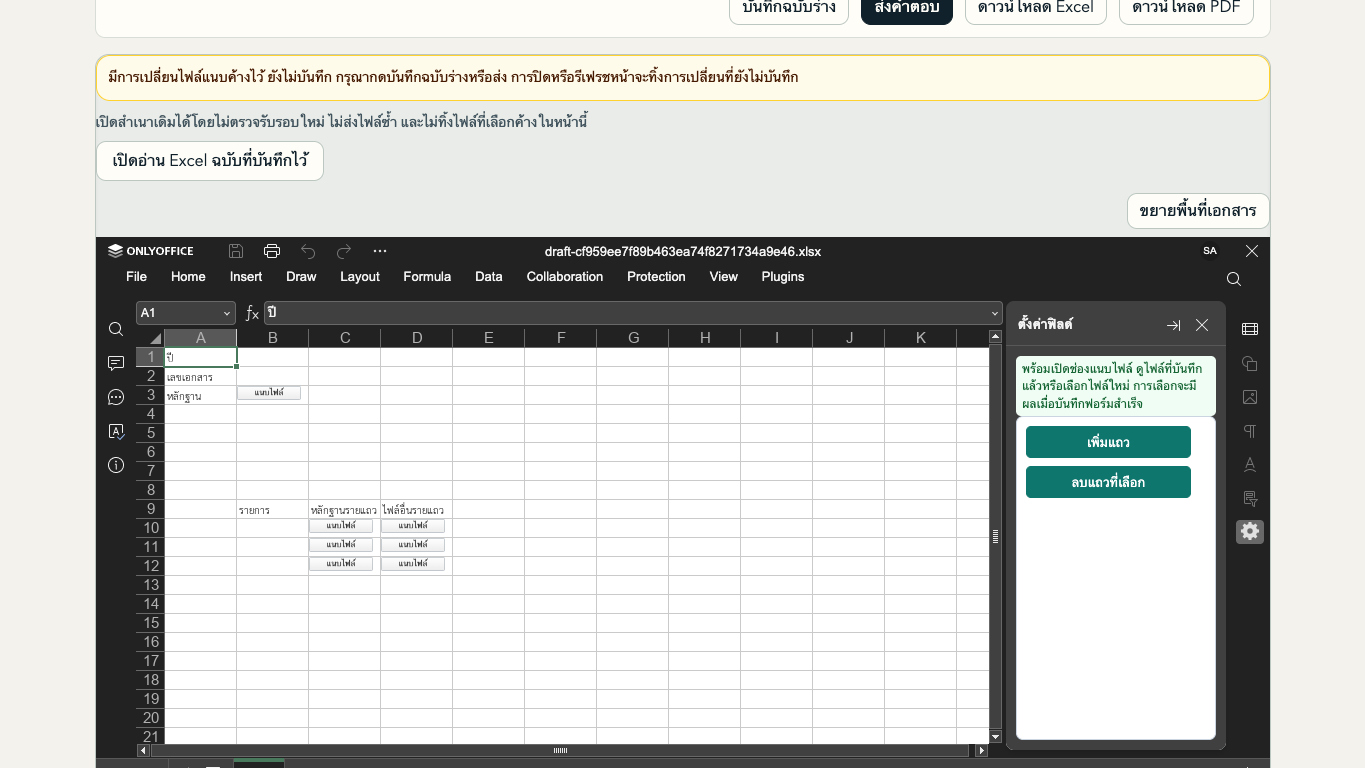 บันทึกฉบับร่าง ส่งคำตอบ ดาวน์โหลด Excel ดาวน์โหลด PDF
มีการเปลี่ยนไฟล์แนบค้างไว้ ยังไม่บันทึก กรุณากดบันทึกฉบับร่างหรือส่ง การปิดหรือรีเฟรชหน้าจะทิ้งการเปลี่ยนที่ยังไม่บันทึก
เปิดสำเนาเดิมได้โดยไม่ตรวจรับรอบใหม่ ไม่ส่งไฟล์ซ้ำ และไม่ทิ้งไฟล์ที่เลือกค้างในหน้านี้
เปิดอ่าน Excel ฉบับที่บันทึกไว้
ขยายพื้นที่เอกสาร
ONLYOFFICE draft-cf959ee7f89b463ea74f8271734a9e46.xlsx SA
File Home Insert Draw Layout Formula Data Collaboration Protection View Plugins
A1 fx ปี
ตั้งค่าฟิลด์
A B C D E F G H I J K
1 ปี
2 เลขเอกสาร
3 หลักฐาน แนบไฟล์
4
5
6
7
8
9 รายการ หลักฐานรายแถว ไฟล์อื่นรายแถว
10 แนบไฟล์ แนบไฟล์
11 แนบไฟล์ แนบไฟล์
12 แนบไฟล์ แนบไฟล์
13
14
15
16
17
18
19
20
21
พร้อมเปิดช่องแนบไฟล์ ดูไฟล์ที่บันทึก
แล้วหรือเลือกไฟล์ใหม่ การเลือกจะมี
ผลเมื่อบันทึกฟอร์มสำเร็จ
เพิ่มแถว
ลบแถวที่เลือก